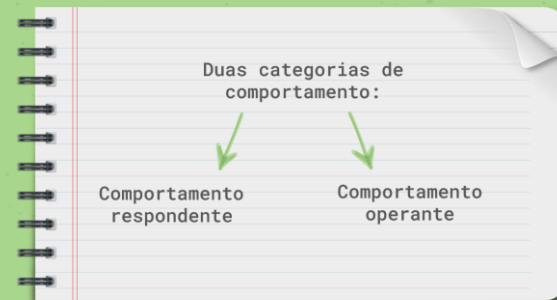 Duas categorias de
comportamento:
Comportamento
respondente
Comportamento
operante